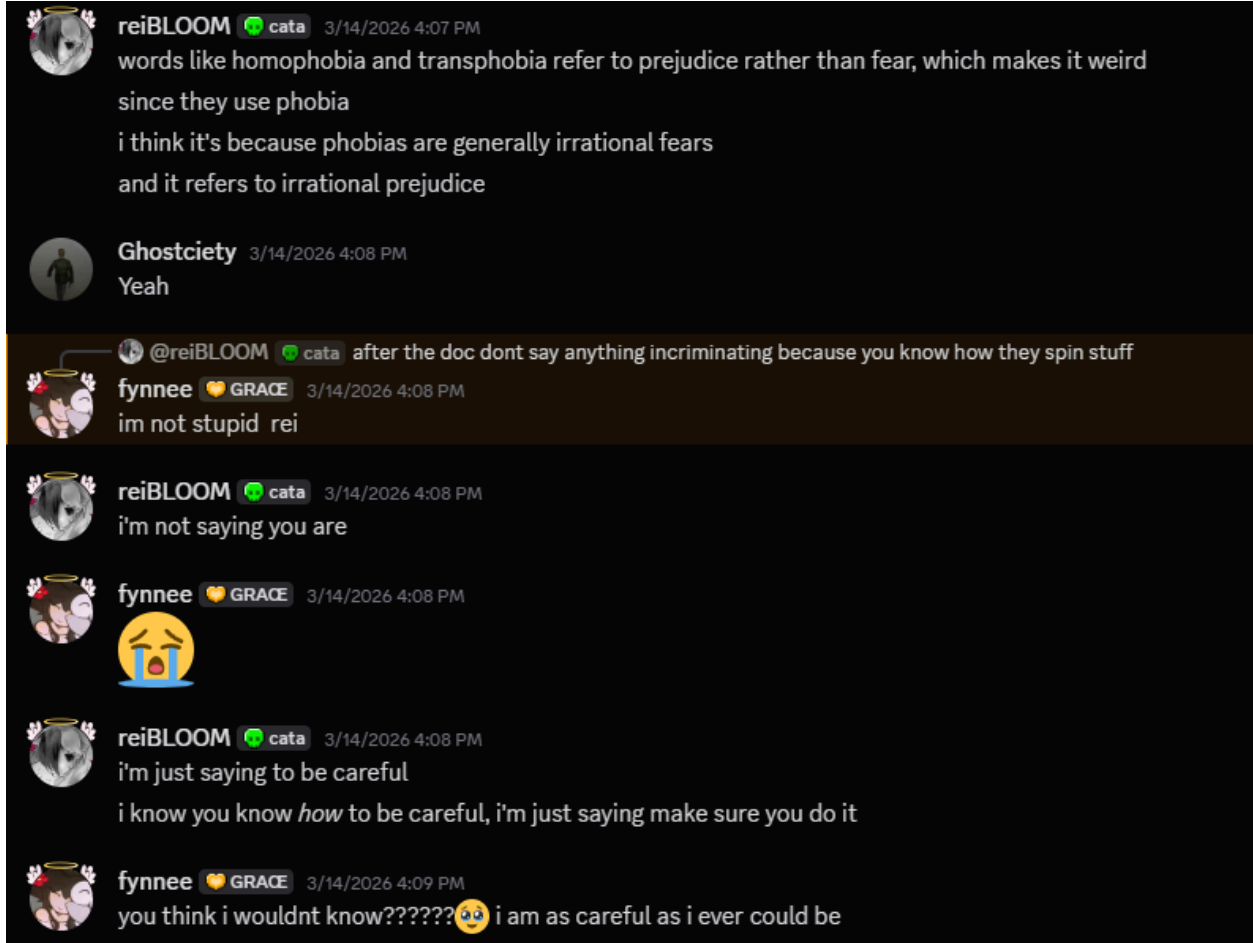 reiBLOOM cata 3/14/2026 4:07 PM
words like homophobia and transphobia refer to prejudice rather than fear, which makes it weird
since they use phobia
i think it's because phobias are generally irrational fears
and it refers to irrational prejudice
Ghostciety 3/14/2026 4:08 PM
Yeah
@reiBLOOM cata after the doc dont say anything incriminating because you know how they spin stuff
fynnee GRACE 3/14/2026 4:08 PM
im not stupid rei
reiBLOOM cata 3/14/2026 4:08 PM
i'm not saying you are
fynnee GRACE 3/14/2026 4:08 PM
😭
reiBLOOM cata 3/14/2026 4:08 PM
i'm just saying to be careful
i know you know how to be careful, i'm just saying make sure you do it
fynnee GRACE 3/14/2026 4:09 PM
you think i wouldnt know??????🥹 i am as careful as i ever could be